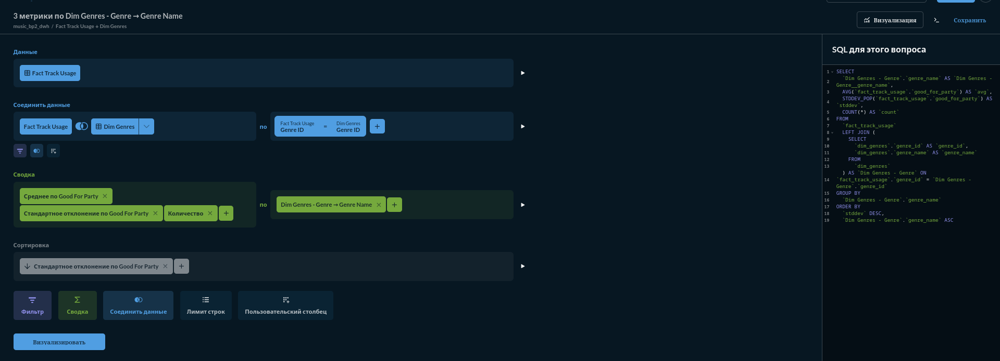 3 метрики по Dim Genres - Genre → Genre Name
music_bp2_dwh / Fact Track Usage + Dim Genres
Визуализация
Сохранить
Данные
Fact Track Usage
Соединить данные
Fact Track Usage
Dim Genres
по
Fact Track Usage
Genre ID
=
Dim Genres
Genre ID
+
Сводка
Среднее по Good For Party ×
Стандартное отклонение по Good For Party × Количество × +
по
Dim Genres - Genre → Genre Name × +
Сортировка
↓ Стандартное отклонение по Good For Party × +
Фильтр
Сводка
Соединить данные
Лимит строк
Пользовательский столбец
Визуализировать
SQL для этого вопроса
1 SELECT
2 `Dim Genres - Genre`.`genre_name` AS `Dim Genres -
Genre__genre_name`,
3 AVG(`fact_track_usage`.`good_for_party`) AS `avg`,
4 STDDEV_POP(`fact_track_usage`.`good_for_party`) AS
`stddev`,
5 COUNT(*) AS `count`
6 FROM
7 `fact_track_usage`
8 LEFT JOIN (
9 SELECT
10 `dim_genres`.`genre_id` AS `genre_id`,
11 `dim_genres`.`genre_name` AS `genre_name`
12 FROM
13 `dim_genres`
) AS `Dim Genres - Genre` ON
14 `fact_track_usage`.`genre_id` = `Dim Genres -
Genre`.`genre_id`
15 GROUP BY
16 `Dim Genres - Genre`.`genre_name`
17 ORDER BY
18 `stddev` DESC,
19 `Dim Genres - Genre`.`genre_name` ASC